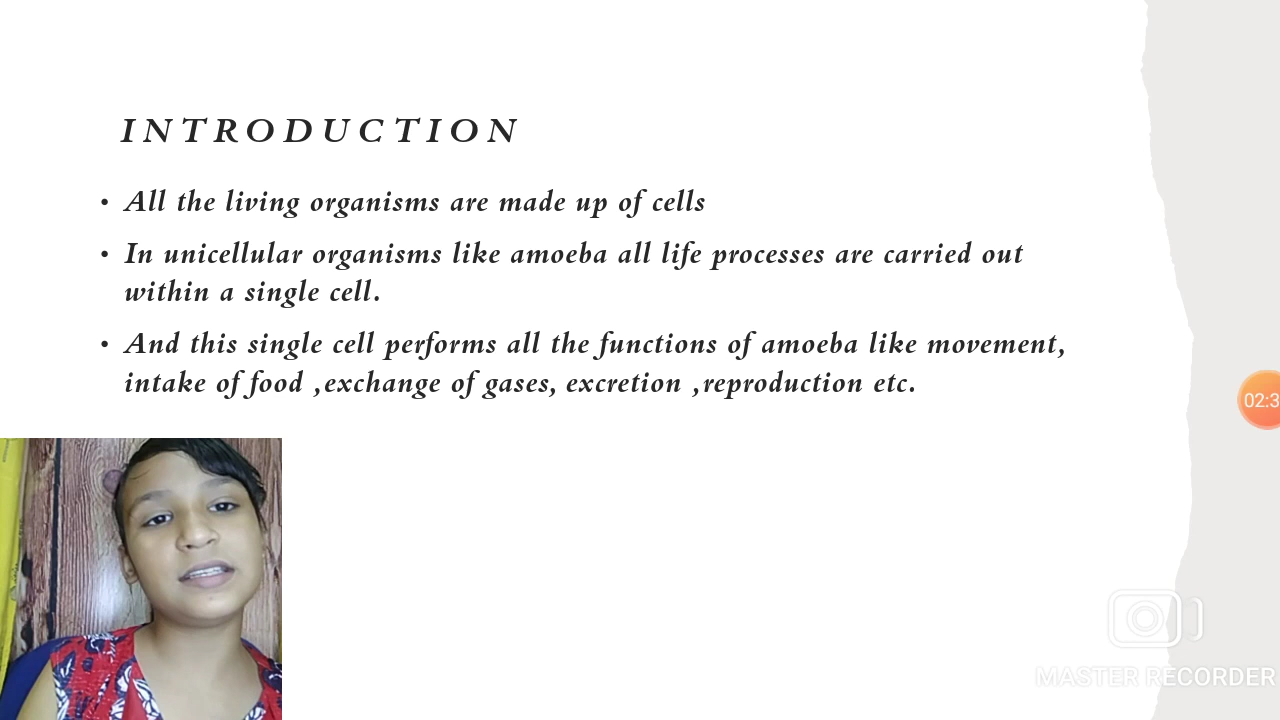 INTRODUCTION
• All the living organisms are made up of cells
• In unicellular organisms like amoeba all life processes are carried out
within a single cell.
• And this single cell performs all the functions of amoeba like movement,
intake of food ,exchange of gases, excretion ,reproduction etc.
02:3
MASTER RECORDER